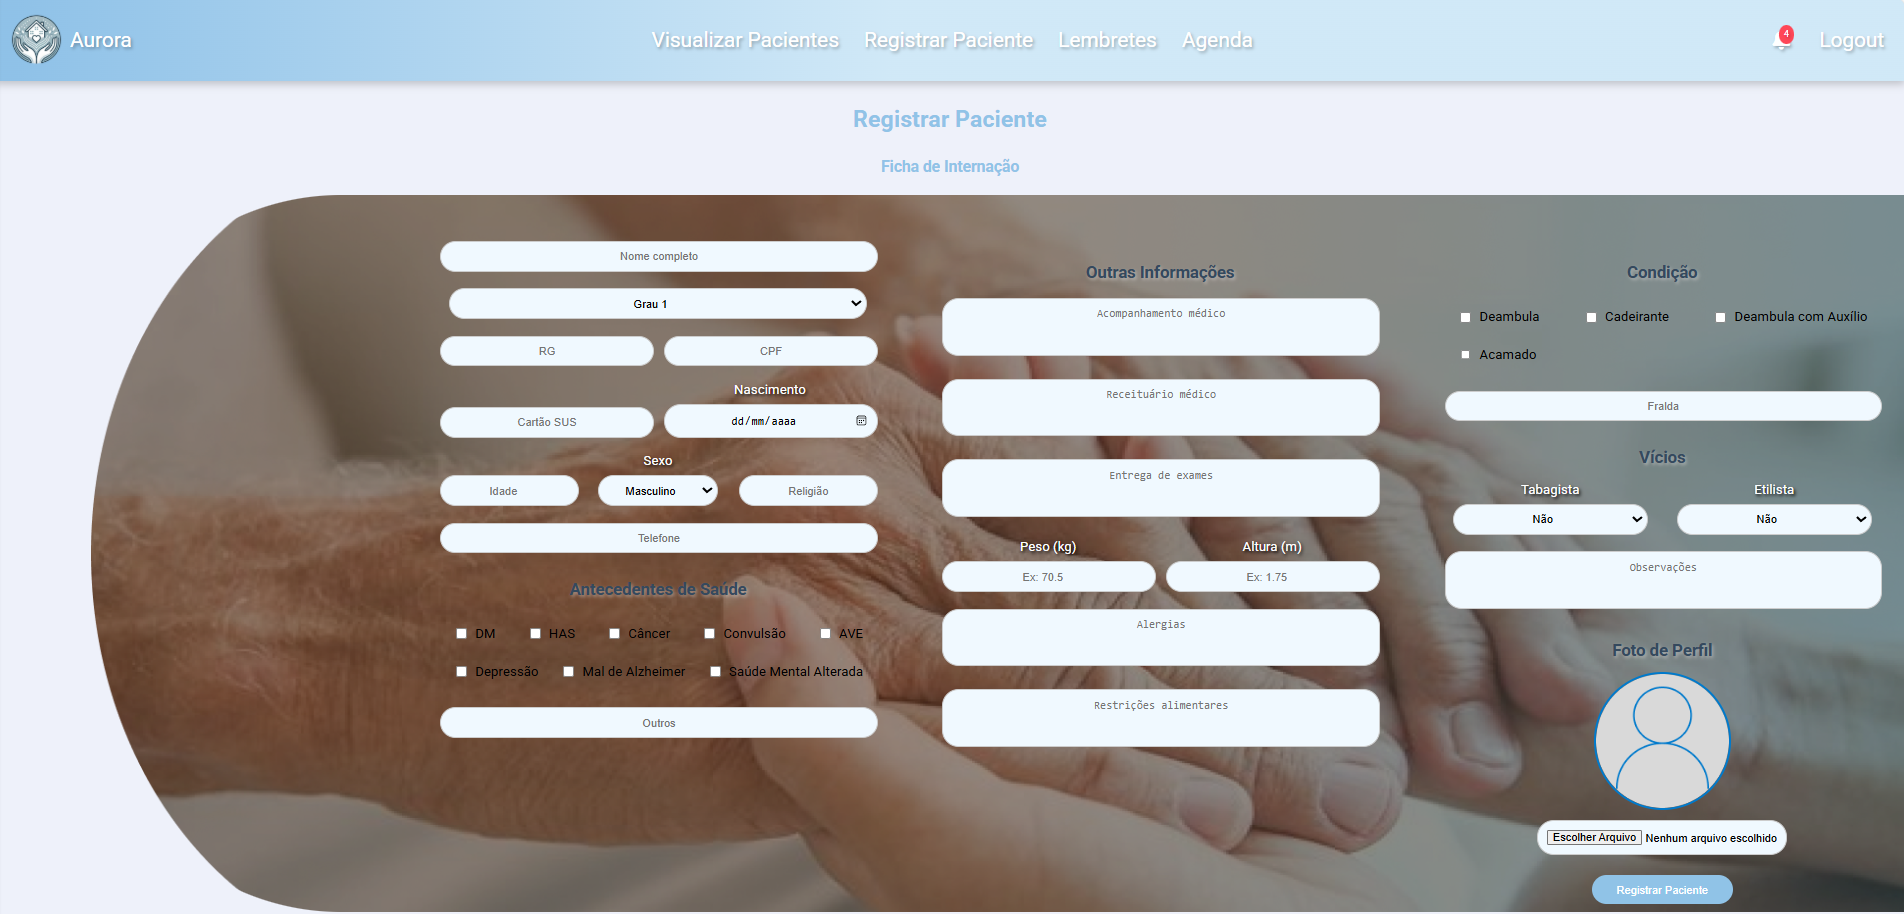 Aurora
Visualizar Pacientes
Registrar Paciente
Lembretes
Agenda
4
Logout
Registrar Paciente
Ficha de Internação
Nome completo
Grau 1
RG
CPF
Nascimento
Cartão SUS
dd/mm/aaaa
Sexo
Idade
Masculino
Religião
Telefone
Antecedentes de Saúde
DM
HAS
Câncer
Convulsão
AVE
Depressão
Mal de Alzheimer
Saúde Mental Alterada
Outros
Outras Informações
Acompanhamento médico
Receituário médico
Entrega de exames
Peso (kg)
Altura (m)
Ex: 70.5
Ex: 1.75
Alergias
Restrições alimentares
Condição
Deambula
Cadeirante
Deambula com Auxílio
Acamado
Fralda
Vícios
Tabagista
Etilista
Não
Não
Observações
Foto de Perfil
Escolher Arquivo
Nenhum arquivo escolhido
Registrar Paciente